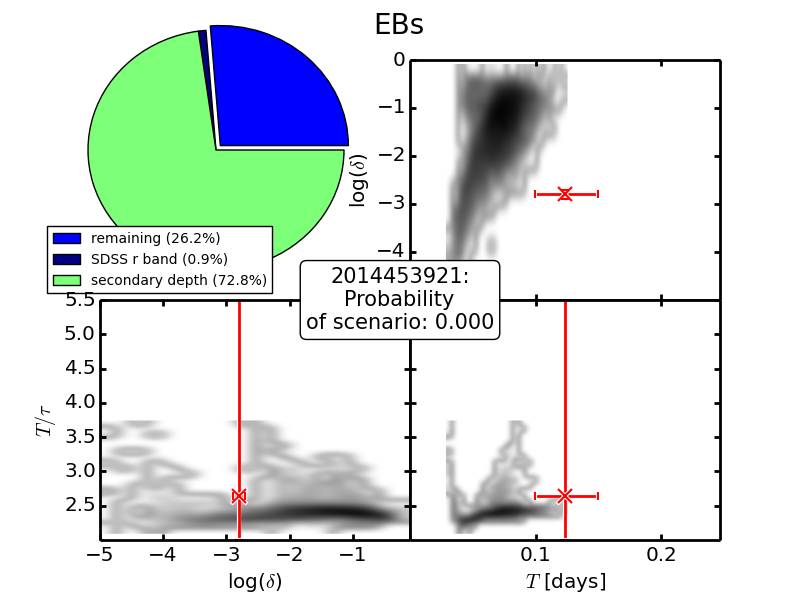 EBs
0
−1
−2
−3
−4
log(δ)
remaining (26.2%)
SDSS r band (0.9%)
secondary depth (72.8%)
2014453921:
Probability
of scenario: 0.000
5.5
5.0
4.5
4.0
3.5
3.0
2.5
T/τ
−5 −4 −3 −2 −1
log(δ)
0.1 0.2
T [days]